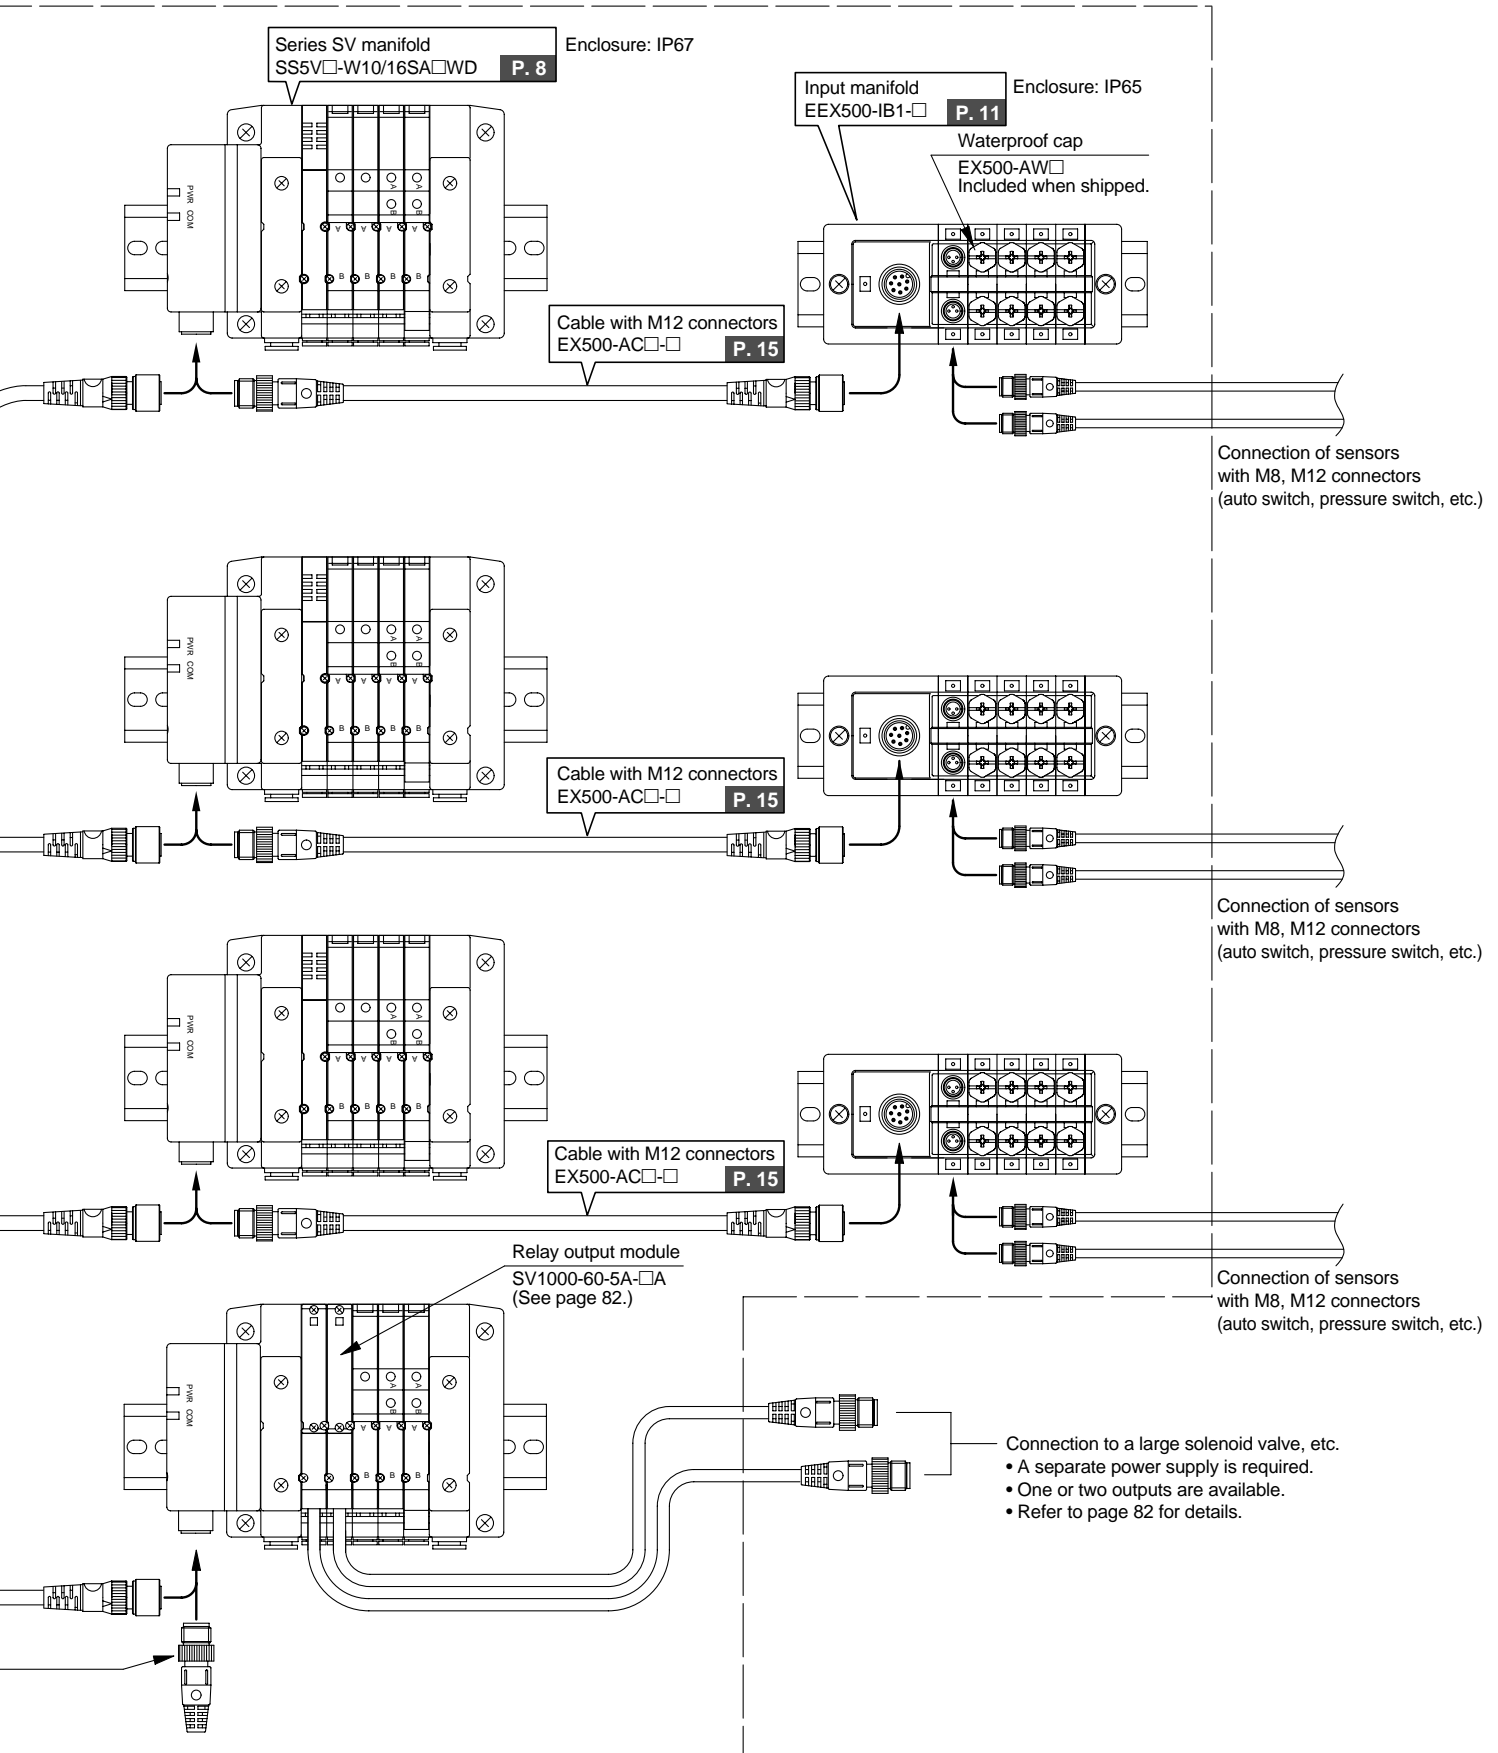 Series SV manifold
SS5V□-W10/16SA□WD P. 8
Enclosure: IP67
Input manifold
EEX500-IB1-□ P. 11
Enclosure: IP65
Waterproof cap
EX500-AW□
Included when shipped.
PWR COM
A
A
B
B
A A A A
B B B B
Cable with M12 connectors
EX500-AC□-□ P. 15
Connection of sensors
with M8, M12 connectors
(auto switch, pressure switch, etc.)
PWR COM
A
A
B
B
A A A A
B B B B
Cable with M12 connectors
EX500-AC□-□ P. 15
Connection of sensors
with M8, M12 connectors
(auto switch, pressure switch, etc.)
PWR COM
A
A
B
B
A A A A
B B B B
Cable with M12 connectors
EX500-AC□-□ P. 15
Connection of sensors
with M8, M12 connectors
(auto switch, pressure switch, etc.)
Relay output module
SV1000-60-5A-□A
(See page 82.)
PWR COM
A
A
B
B
A A A
B B B
Connection to a large solenoid valve, etc.
• A separate power supply is required.
• One or two outputs are available.
• Refer to page 82 for details.